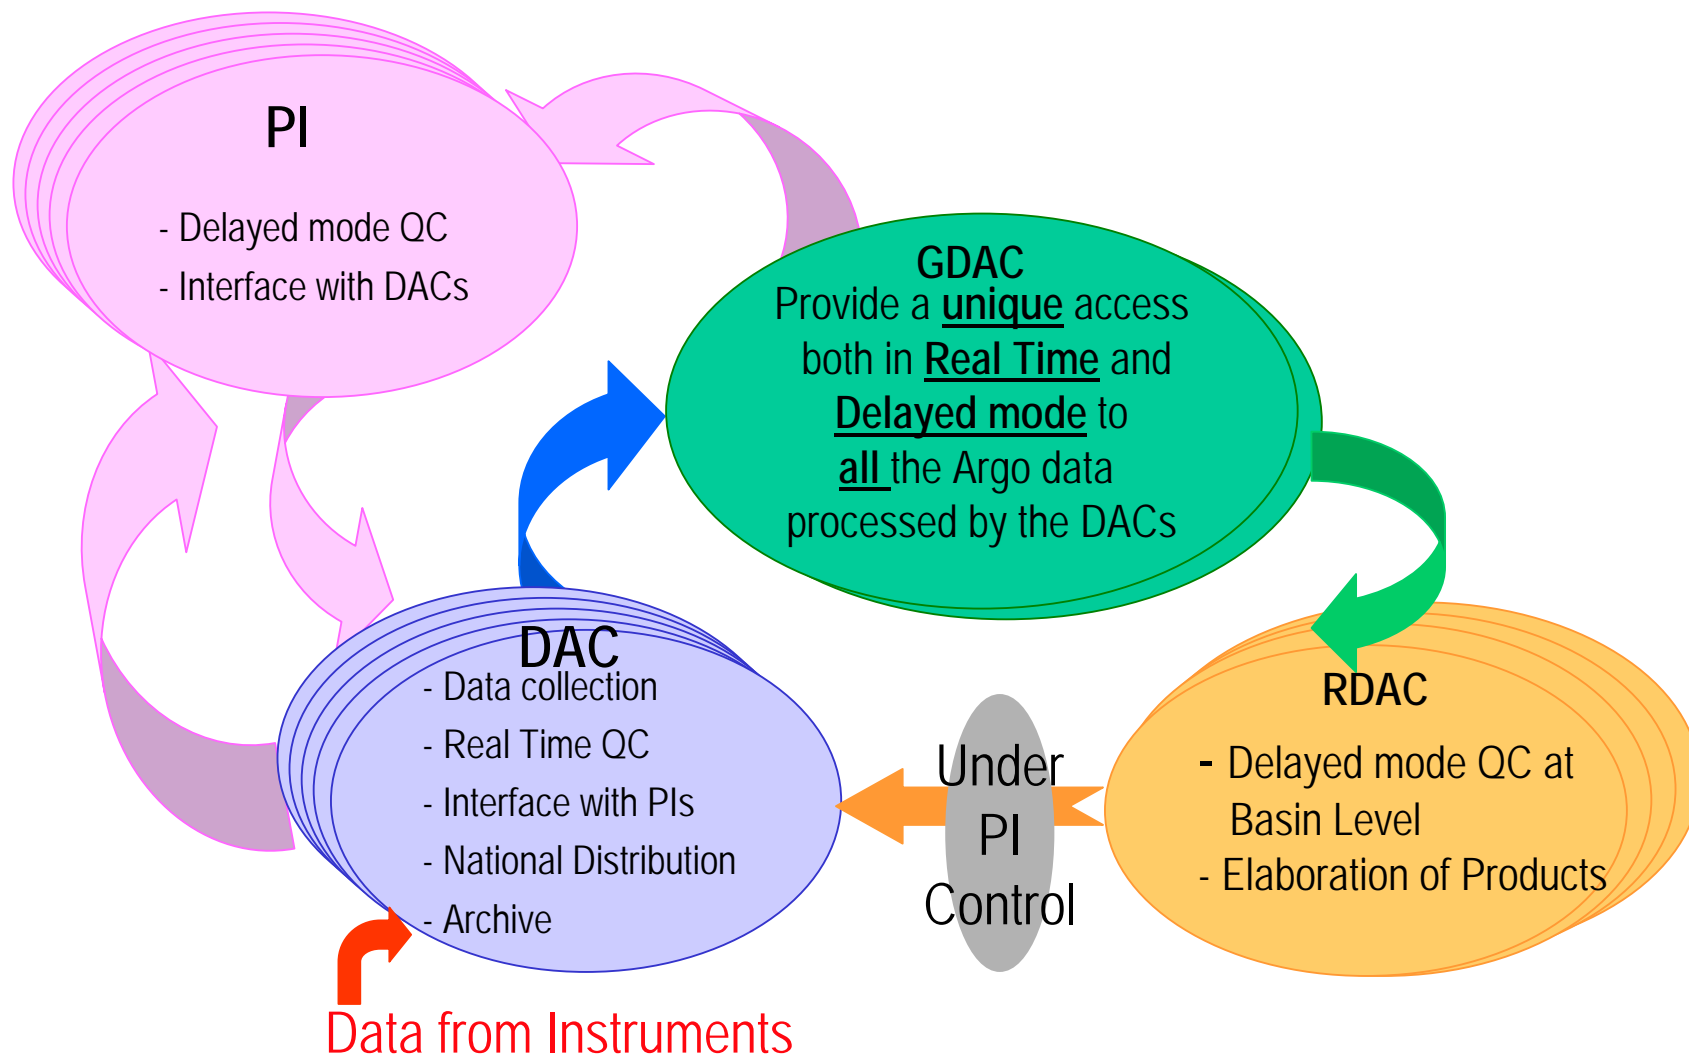 PI
- Delayed mode QC
- Interface with DACs
GDAC
Provide a unique access
both in Real Time and
Delayed mode to
all the Argo data
processed by the DACs
DAC
- Data collection
- Real Time QC
- Interface with PIs
- National Distribution
- Archive
Under
PI
Control
RDAC
- Delayed mode QC at
Basin Level
- Elaboration of Products
Data from Instruments